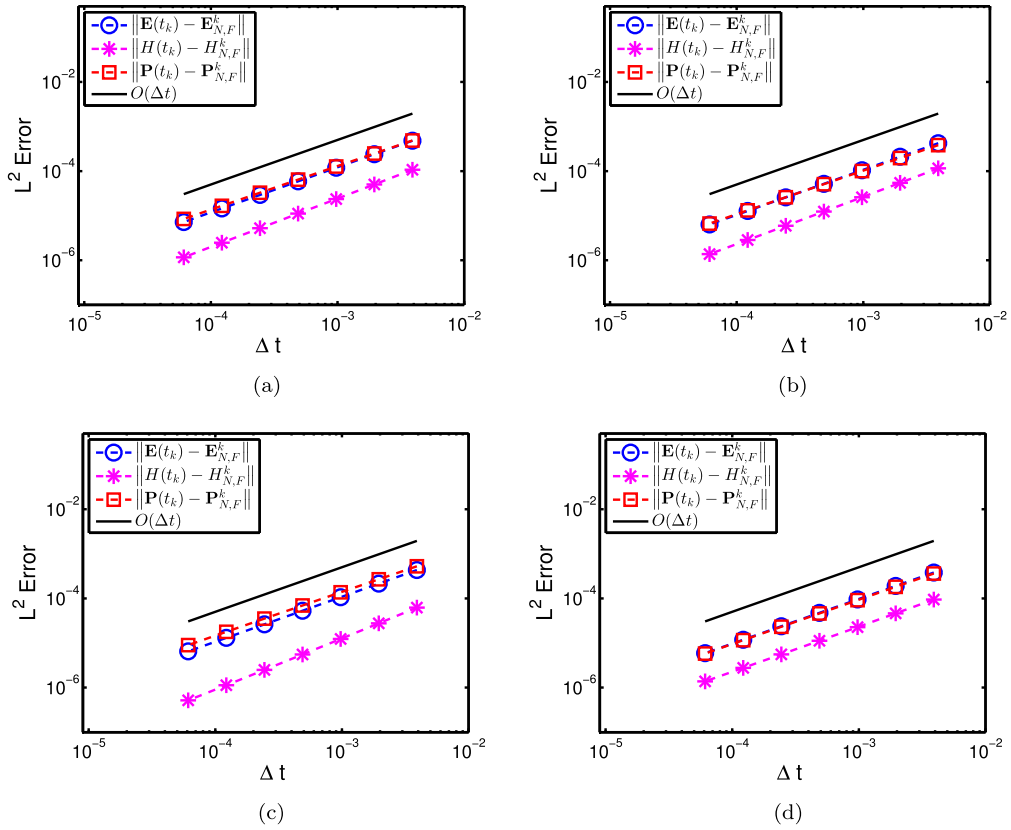 ‖𝐄(t_k) − 𝐄^k_{N,F}‖
‖H(t_k) − H^k_{N,F}‖
‖𝐏(t_k) − 𝐏^k_{N,F}‖
O(Δt)
L² Error
10⁻²
10⁻⁴
10⁻⁶
10⁻⁵ 10⁻⁴ 10⁻³ 10⁻²
Δ t
(a)
‖𝐄(t_k) − 𝐄^k_{N,F}‖
‖H(t_k) − H^k_{N,F}‖
‖𝐏(t_k) − 𝐏^k_{N,F}‖
O(Δt)
L² Error
10⁻²
10⁻⁴
10⁻⁶
10⁻⁵ 10⁻⁴ 10⁻³ 10⁻²
Δ t
(b)
‖𝐄(t_k) − 𝐄^k_{N,F}‖
‖H(t_k) − H^k_{N,F}‖
‖𝐏(t_k) − 𝐏^k_{N,F}‖
O(Δt)
L² Error
10⁻²
10⁻⁴
10⁻⁶
10⁻⁵ 10⁻⁴ 10⁻³ 10⁻²
Δ t
(c)
‖𝐄(t_k) − 𝐄^k_{N,F}‖
‖H(t_k) − H^k_{N,F}‖
‖𝐏(t_k) − 𝐏^k_{N,F}‖
O(Δt)
L² Error
10⁻²
10⁻⁴
10⁻⁶
10⁻⁵ 10⁻⁴ 10⁻³ 10⁻²
Δ t
(d)